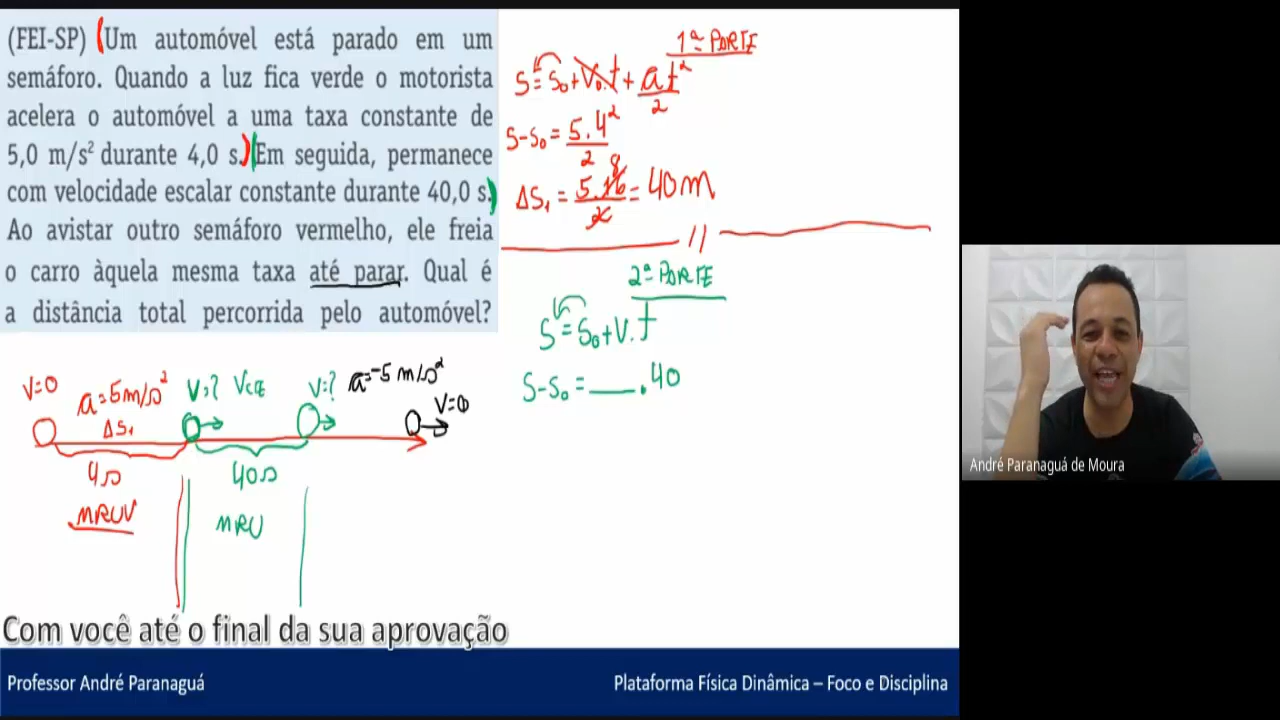 (FEI-SP) (Um automóvel está parado em um
semáforo. Quando a luz fica verde o motorista
acelera o automóvel a uma taxa constante de
5,0 m/s² durante 4,0 s.) (Em seguida, permanece
com velocidade escalar constante durante 40,0 s.)
Ao avistar outro semáforo vermelho, ele freia
o carro àquela mesma taxa até parar. Qual é
a distância total percorrida pelo automóvel?
1ª PARTE
S = S₀ + V₀.t + at²/2
S-S₀ = 5.4²/2
ΔS₁ = 5.16/2 = 40m
8
2ª PARTE
S = S₀ + V.t
S-S₀ = ___.40
V=0 a=5m/s² V=? Vcte V=? a=-5m/s² V=0
ΔS₁
4s 40s
MRUV MRU
André Paranaguá de Moura
Com você até o final da sua aprovação
Professor André Paranaguá
Plataforma Física Dinâmica – Foco e Disciplina